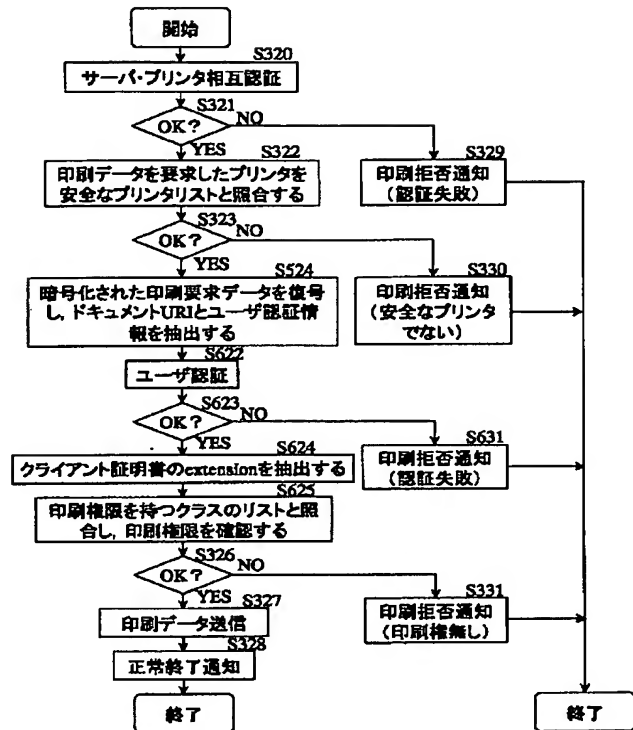 開始
S320
サーバ・プリンタ相互認証
S321
OK?
NO
YES
S322
S329
印刷データを要求したプリンタを
安全なプリンタリストと照合する
印刷拒否通知
(認証失敗)
S323
OK?
NO
YES
S524
S330
暗号化された印刷要求データを復号
し,ドキュメントURIとユーザ認証情
報を抽出する
印刷拒否通知
(安全なプリンタ
でない)
S622
ユーザ認証
S623
OK?
NO
YES
S624
S631
クライアント証明書のextensionを抽出する
印刷拒否通知
(認証失敗)
S625
印刷権限を持つクラスのリストと照
合し,印刷権限を確認する
S326
OK?
NO
YES
S327
S331
印刷データ送信
印刷拒否通知
(印刷権無し)
S328
正常終了通知
終了
終了